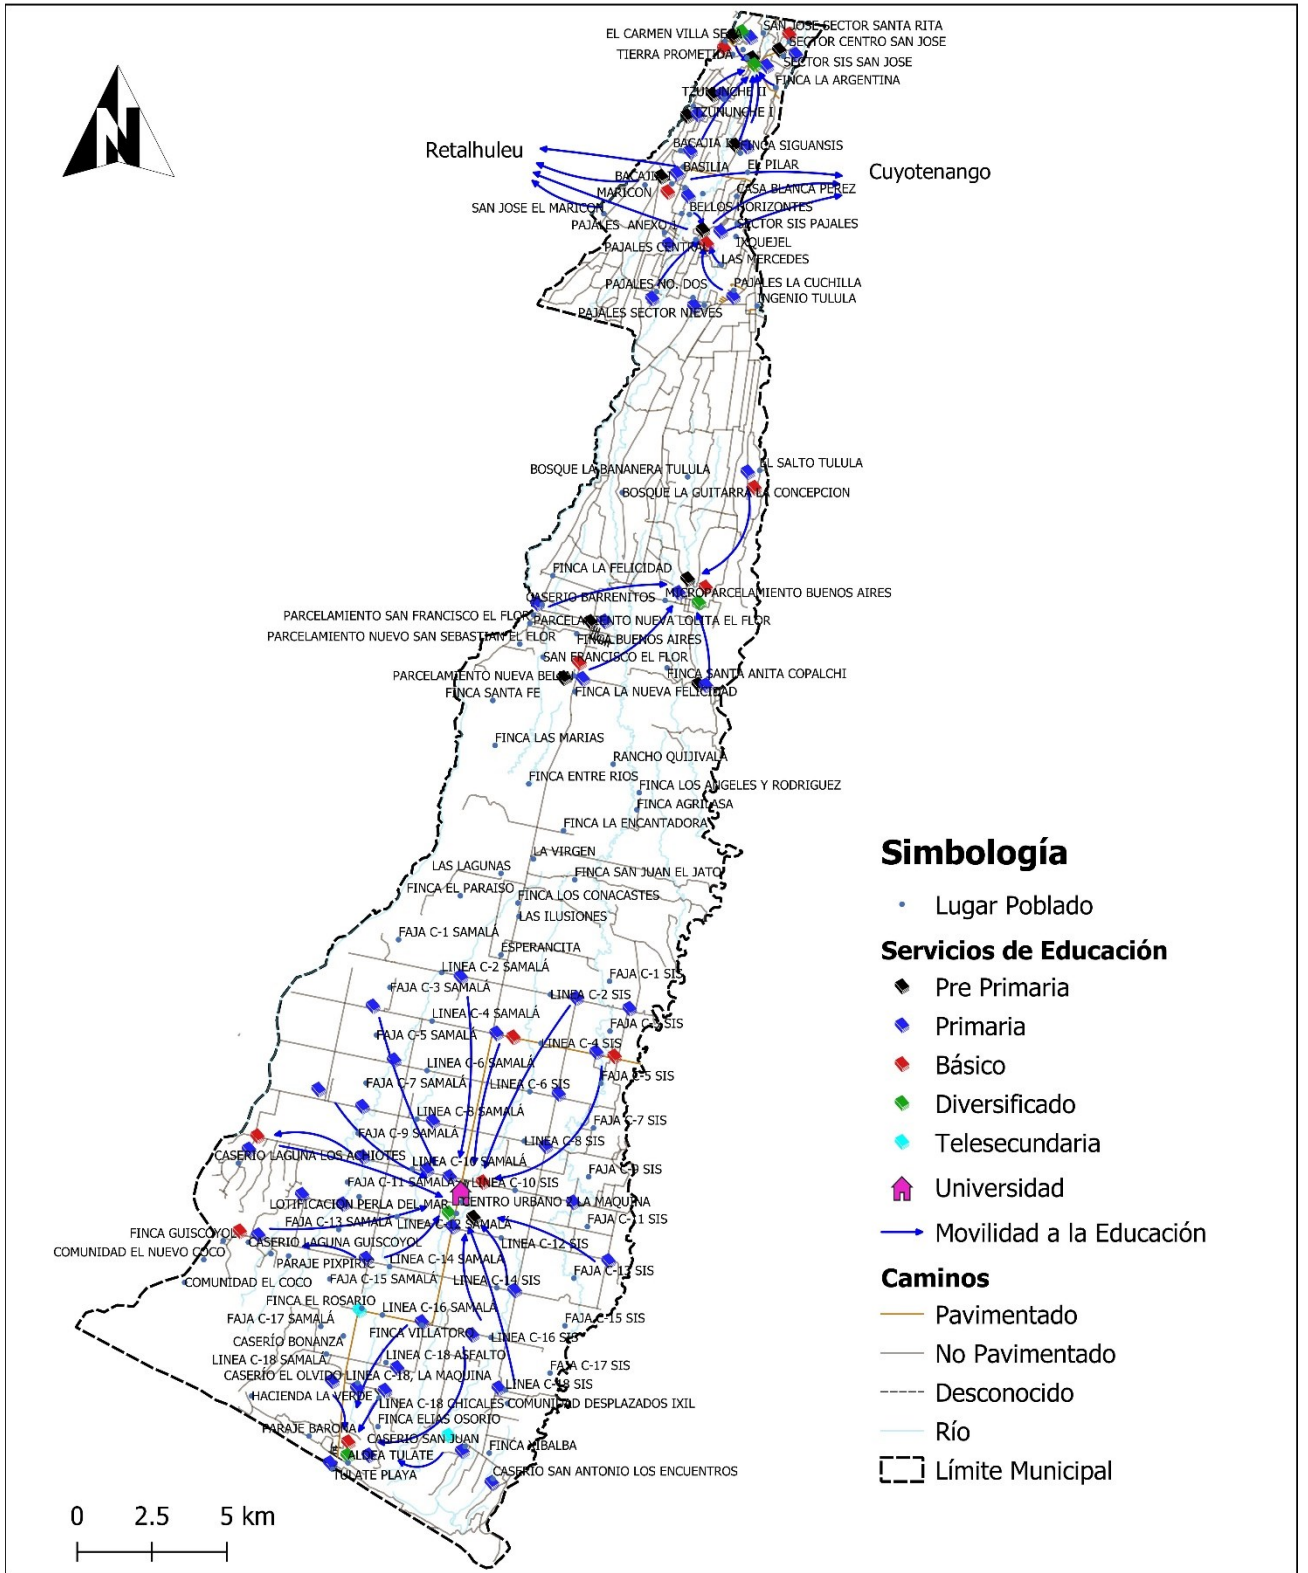 EL CARMEN VILLA SECA
SAN JOSE SECTOR SANTA RITA
SECTOR CENTRO SAN JOSE
TIERRA PROMETIDA
SECTOR SIS SAN JOSE
FINCA LA ARGENTINA
TZUNUNCHE II
TZUNUNCHE I
N
Retalhuleu
BACAJIA II
FINCA SIGUANSIS
BASILIA
EL PILAR
Cuyotenango
BACAJIA
MARICON
CASA BLANCA PEREZ
SAN JOSE EL MARICON
BELLOS HORIZONTES
PAJALES ANEXO
SECTOR SIS PAJALES
PAJALES CENTRAL
IXQUEJEL
LAS MERCEDES
PAJALES NO. DOS
PAJALES LA CUCHILLA
INGENIO TULULA
PAJALES SECTOR NIEVES
BOSQUE LA BANANERA TULULA
EL SALTO TULULA
BOSQUE LA GUITARRA LA CONCEPCION
FINCA LA FELICIDAD
CASERIO BARRENITOS
MICROPARCELAMIENTO BUENOS AIRES
PARCELAMIENTO SAN FRANCISCO EL FLOR
PARCELAMIENTO NUEVA LOLITA EL FLOR
PARCELAMIENTO NUEVO SAN SEBASTIAN EL FLOR
FINCA BUENOS AIRES
SAN FRANCISCO EL FLOR
PARCELAMIENTO NUEVA BELEN
FINCA SANTA ANITA COPALCHI
FINCA SANTA FE
FINCA LA NUEVA FELICIDAD
FINCA LAS MARIAS
RANCHO QUIJIVALA
FINCA ENTRE RIOS
FINCA LOS ANGELES Y RODRIGUEZ
FINCA AGRILASA
FINCA LA ENCANTADORA
LA VIRGEN
LAS LAGUNAS
FINCA SAN JUAN EL JATO
FINCA EL PARAISO
FINCA LOS CONACASTES
LAS ILUSIONES
FAJA C-1 SAMALÁ
ESPERANCITA
LINEA C-2 SAMALÁ
FAJA C-1 SIS
FAJA C-3 SAMALÁ
LINEA C-2 SIS
LINEA C-4 SAMALÁ
FAJA C-3 SIS
FAJA C-5 SAMALÁ
LINEA C-4 SIS
LINEA C-6 SAMALÁ
FAJA C-5 SIS
FAJA C-7 SAMALÁ
LINEA C-6 SIS
LINEA C-8 SAMALÁ
FAJA C-7 SIS
FAJA C-9 SAMALÁ
LINEA C-8 SIS
CASERIO LAGUNA LOS ACHIOTES
LINEA C-10 SAMALÁ
FAJA C-9 SIS
FAJA C-11 SAMALÁ
LINEA C-10 SIS
LOTIFICACION PERLA DEL MAR
CENTRO URBANO 2 LA MAQUINA
FAJA C-13 SAMALÁ
LINEA C-12 SAMALÁ
FAJA C-11 SIS
FINCA GUISCOYOL
CASERIO LAGUNA GUISCOYOL
LINEA C-12 SIS
COMUNIDAD EL NUEVO COCO
PARAJE PIXPIRIC
LINEA C-14 SAMALA
FAJA C-13 SIS
COMUNIDAD EL COCO
FAJA C-15 SAMALÁ
LINEA C-14 SIS
FINCA EL ROSARIO
LINEA C-16 SAMALÁ
FAJA C-17 SAMALÁ
FAJA C-15 SIS
FINCA VILLATORO
LINEA C-16 SIS
CASERÍO BONANZA
LINEA C-18 SAMALÁ
LINEA C-18 ASFALTO
FAJA C-17 SIS
CASERÍO EL OLVIDO LINEA C-18, LA MAQUINA
LINEA C-18 SIS
HACIENDA LA VERDE
LINEA C-18 CHICALES
COMUNIDAD DESPLAZADOS IXIL
FINCA ELIAS OSORIO
PARAJE BARONA
CASERIO SAN JUAN
FINCA XIBALBA
ALDEA TULATE
TULATE PLAYA
CASERIO SAN ANTONIO LOS ENCUENTROS
0 2.5 5 km
Simbología
Lugar Poblado
Servicios de Educación
Pre Primaria
Primaria
Básico
Diversificado
Telesecundaria
Universidad
Movilidad a la Educación
Caminos
Pavimentado
No Pavimentado
Desconocido
Río
Límite Municipal